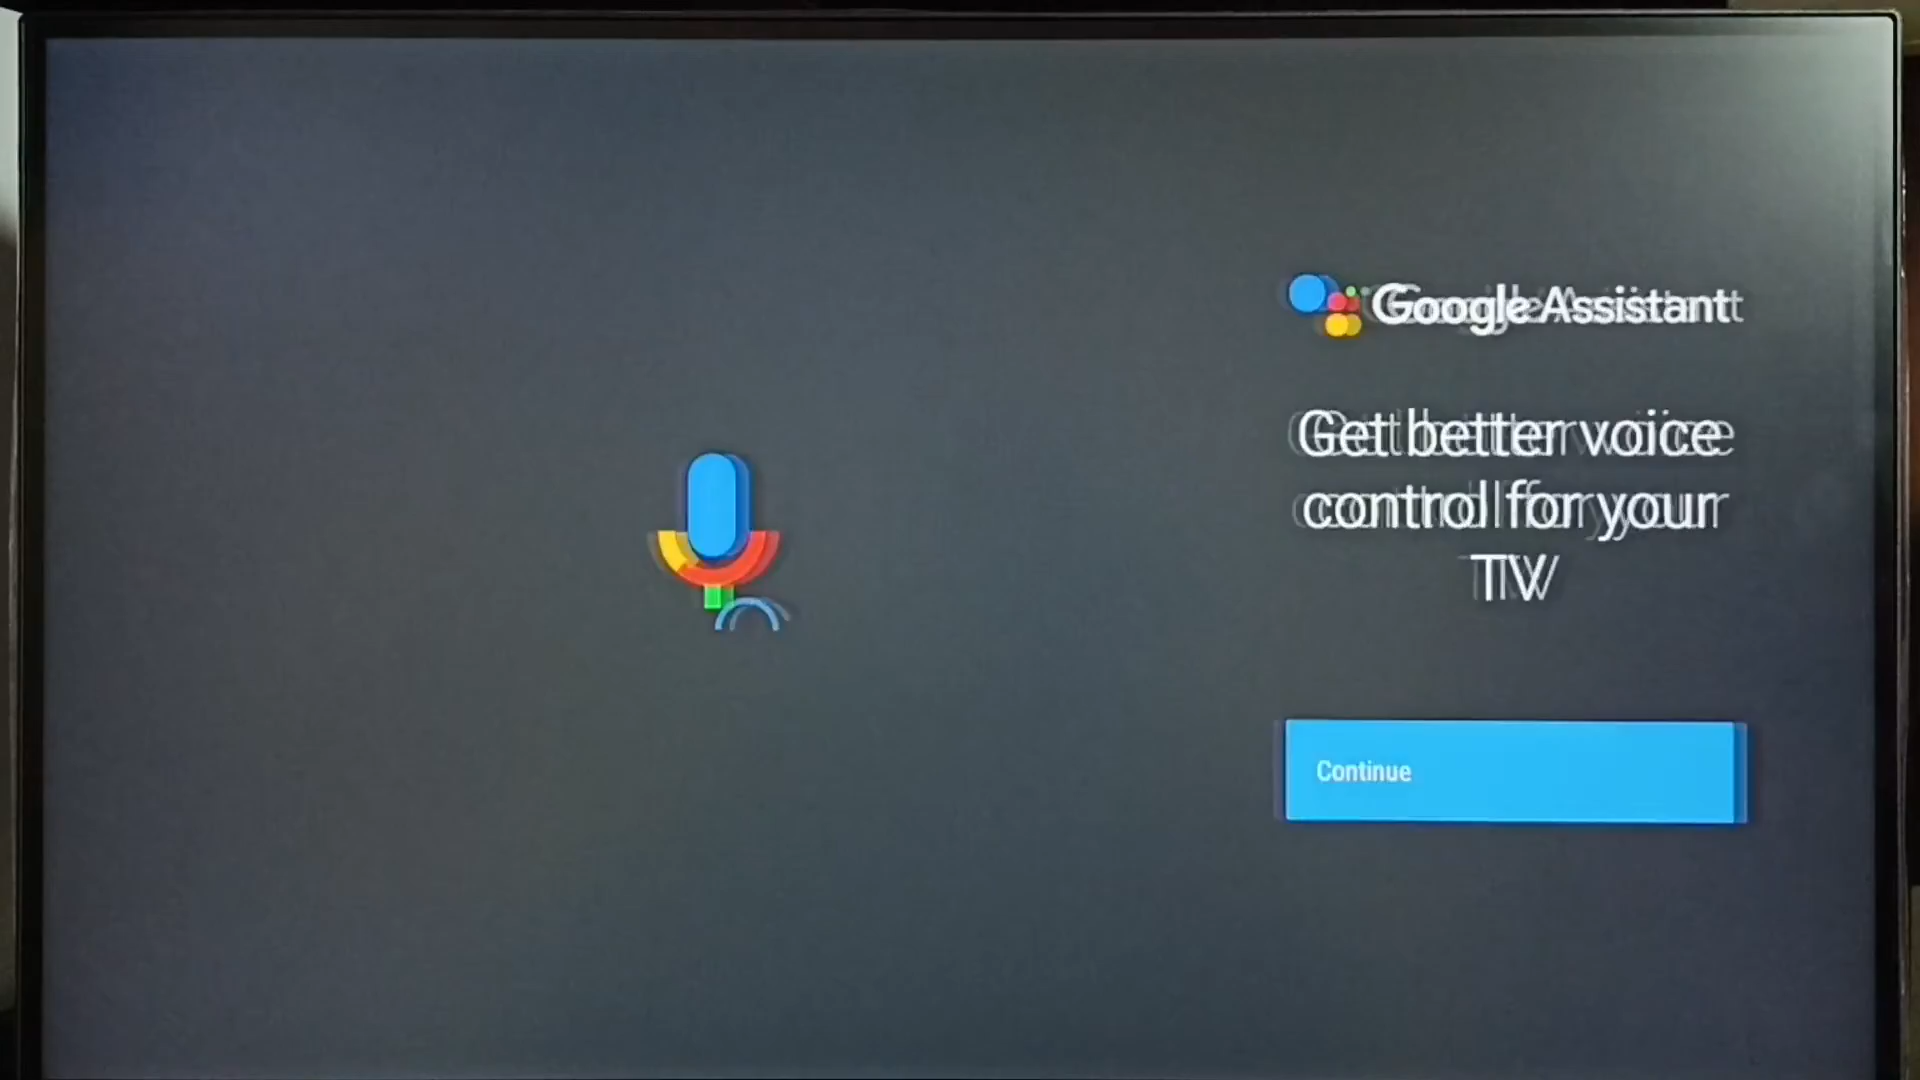 Google Assistant
Get better voice
control for your
TV
Continue